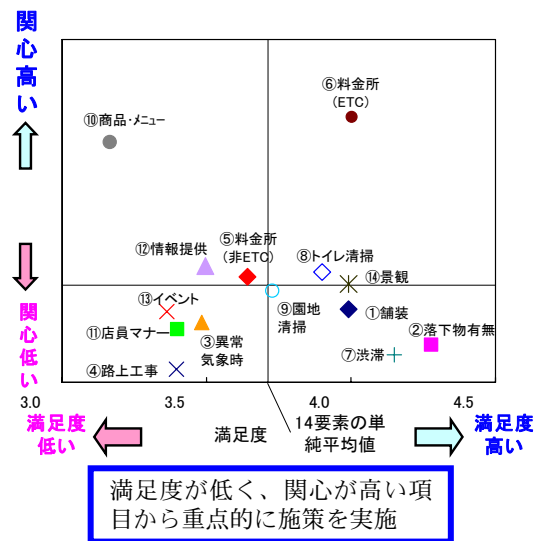 関心高い
⑥料金所
(ETC)
⑩商品・メニュー
⑤料金所
(非ETC)
⑫情報提供
⑧トイレ清掃
⑭景観
⑬イベント
⑨園地
清掃
①舗装
⑪店員マナー
③異常
気象時
②落下物有無
④路上工事
⑦渋滞
関心低い
3.0
3.5
4.0
4.5
満足度
低い
満足度
14要素の単
純平均値
満足度
高い
満足度が低く、関心が高い項
目から重点的に施策を実施